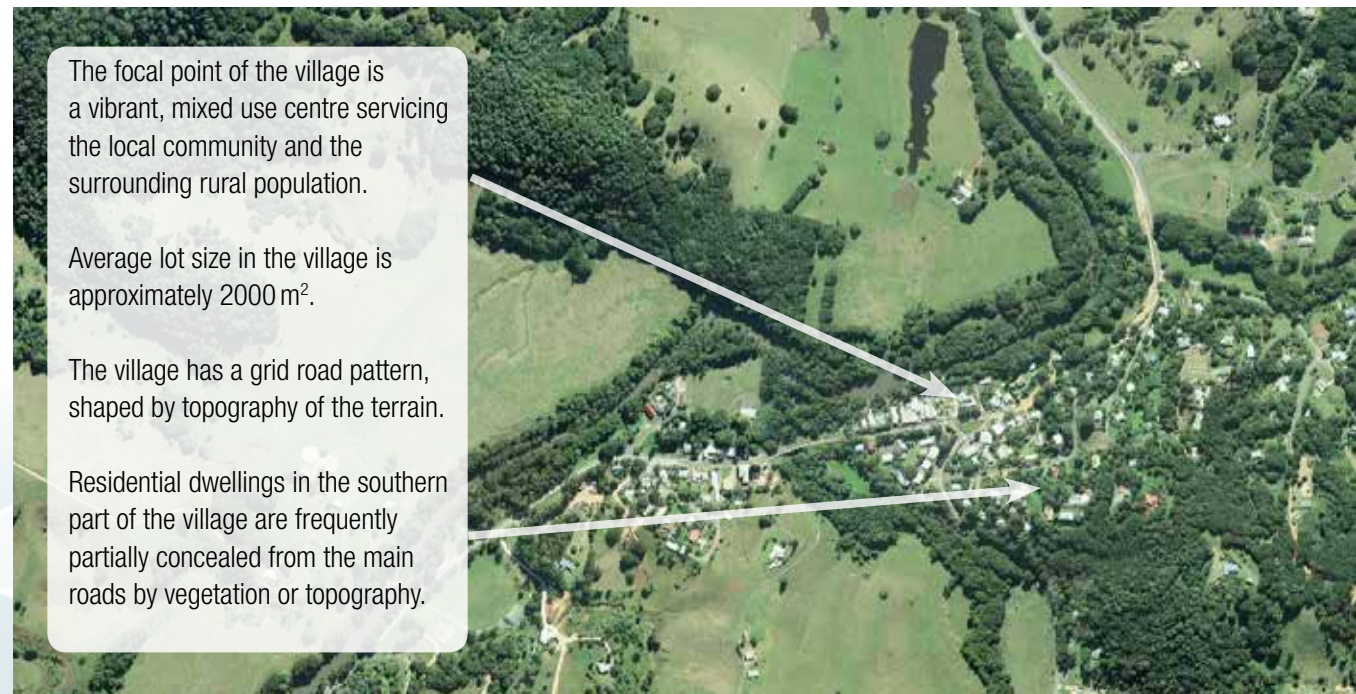 The focal point of the village is
a vibrant, mixed use centre servicing
the local community and the
surrounding rural population.
Average lot size in the village is
approximately 2000 m².
The village has a grid road pattern,
shaped by topography of the terrain.
Residential dwellings in the southern
part of the village are frequently
partially concealed from the main
roads by vegetation or topography.